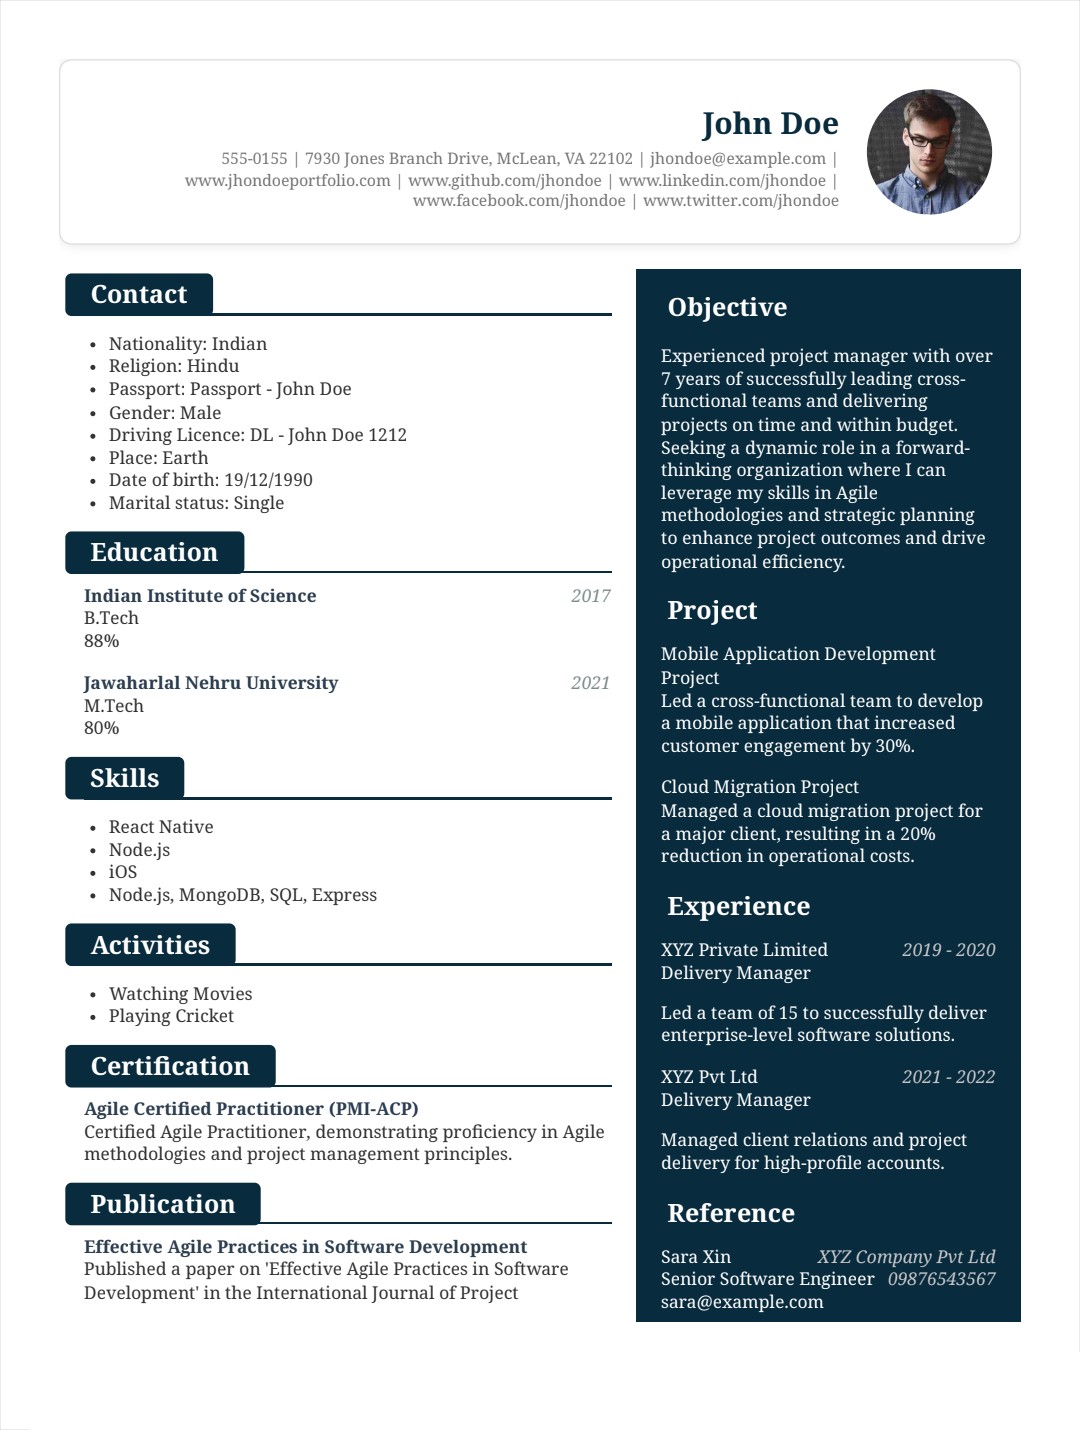 John Doe
555-0155 | 7930 Jones Branch Drive, McLean, VA 22102 | jhondoe@example.com |
www.jhondoeportfolio.com | www.github.com/jhondoe | www.linkedin.com/jhondoe |
www.facebook.com/jhondoe | www.twitter.com/jhondoe
Contact
• Nationality: Indian
• Religion: Hindu
• Passport: Passport - John Doe
• Gender: Male
• Driving Licence: DL - John Doe 1212
• Place: Earth
• Date of birth: 19/12/1990
• Marital status: Single
Education
Indian Institute of Science 2017
B.Tech
88%
Jawaharlal Nehru University 2021
M.Tech
80%
Skills
• React Native
• Node.js
• iOS
• Node.js, MongoDB, SQL, Express
Activities
• Watching Movies
• Playing Cricket
Certification
Agile Certified Practitioner (PMI-ACP)
Certified Agile Practitioner, demonstrating proficiency in Agile
methodologies and project management principles.
Publication
Effective Agile Practices in Software Development
Published a paper on 'Effective Agile Practices in Software
Development' in the International Journal of Project
Objective
Experienced project manager with over
7 years of successfully leading cross-
functional teams and delivering
projects on time and within budget.
Seeking a dynamic role in a forward-
thinking organization where I can
leverage my skills in Agile
methodologies and strategic planning
to enhance project outcomes and drive
operational efficiency.
Project
Mobile Application Development
Project
Led a cross-functional team to develop
a mobile application that increased
customer engagement by 30%.
Cloud Migration Project
Managed a cloud migration project for
a major client, resulting in a 20%
reduction in operational costs.
Experience
XYZ Private Limited 2019 - 2020
Delivery Manager
Led a team of 15 to successfully deliver
enterprise-level software solutions.
XYZ Pvt Ltd 2021 - 2022
Delivery Manager
Managed client relations and project
delivery for high-profile accounts.
Reference
Sara Xin XYZ Company Pvt Ltd
Senior Software Engineer 09876543567
sara@example.com